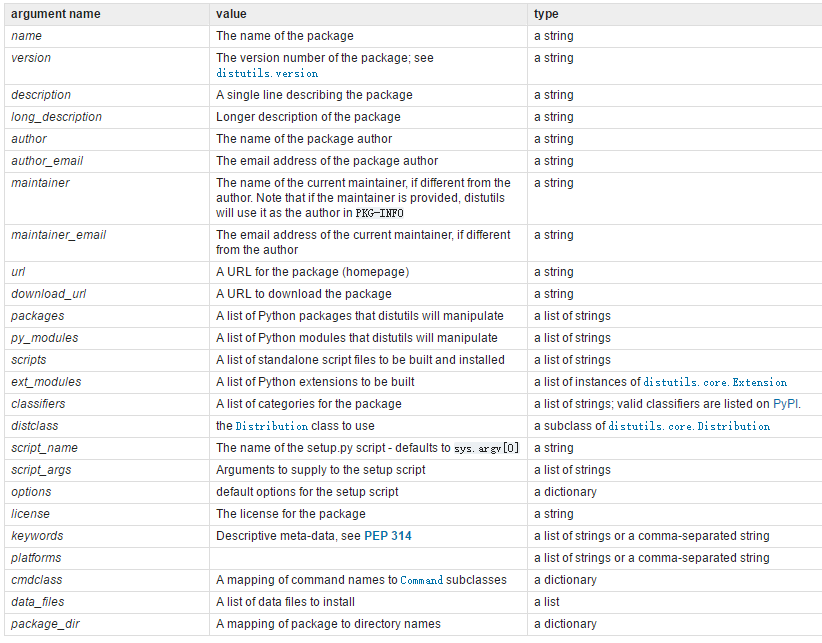 argument name value type
name The name of the package a string
version The version number of the package; see a string
distutils.version
description A single line describing the package a string
long_description Longer description of the package a string
author The name of the package author a string
author_email The email address of the package author a string
maintainer The name of the current maintainer, if different from the a string
author. Note that if the maintainer is provided, distutils
will use it as the author in PKG-INFO
maintainer_email The email address of the current maintainer, if different a string
from the author
url A URL for the package (homepage) a string
download_url A URL to download the package a string
packages A list of Python packages that distutils will manipulate a list of strings
py_modules A list of Python modules that distutils will manipulate a list of strings
scripts A list of standalone script files to be built and installed a list of strings
ext_modules A list of Python extensions to be built a list of instances of distutils.core.Extension
classifiers A list of categories for the package a list of strings; valid classifiers are listed on PyPI.
distclass the Distribution class to use a subclass of distutils.core.Distribution
script_name The name of the setup.py script - defaults to sys.argv[0] a string
script_args Arguments to supply to the setup script a list of strings
options default options for the setup script a dictionary
license The license for the package a string
keywords Descriptive meta-data, see PEP 314 a list of strings or a comma-separated string
platforms a list of strings or a comma-separated string
cmdclass A mapping of command names to Command subclasses a dictionary
data_files A list of data files to install a list
package_dir A mapping of package to directory names a dictionary